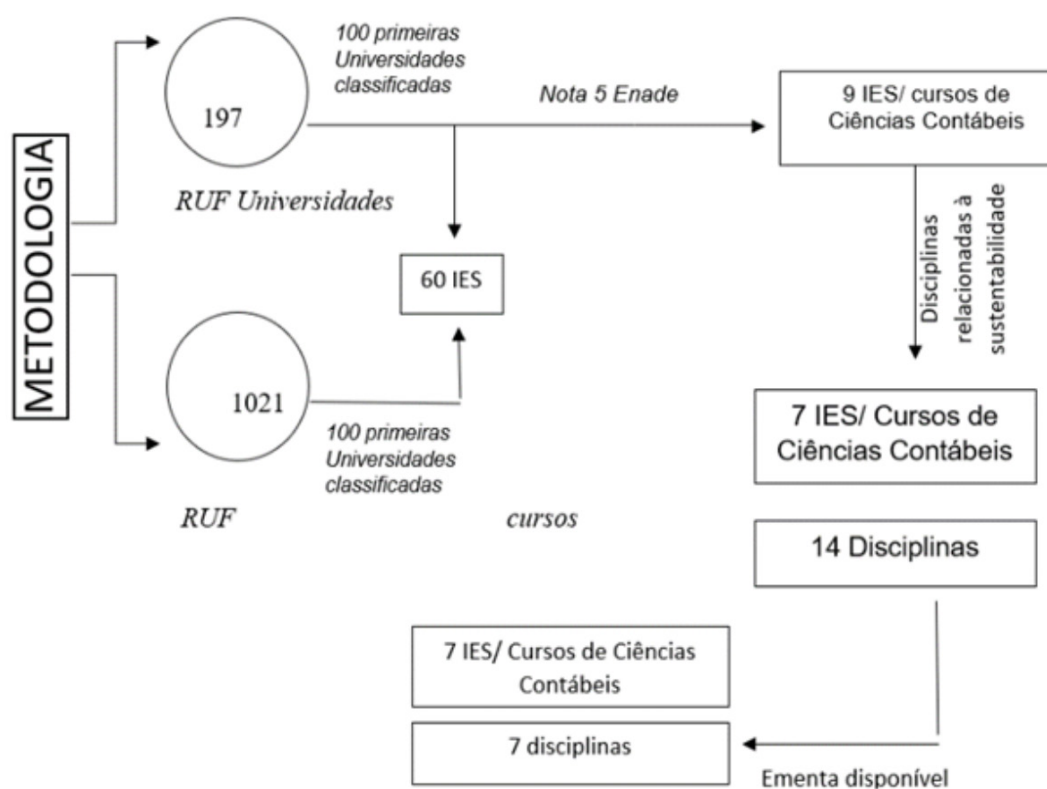 METODOLOGIA
197
RUF Universidades
100 primeiras
Universidades
classificadas
Nota 5 Enade
9 IES/ cursos de
Ciências Contábeis
60 IES
1021
RUF
cursos
100 primeiras
Universidades
classificadas
Disciplinas
relacionadas à
sustentabilidade
7 IES/ Cursos de
Ciências Contábeis
14 Disciplinas
7 IES/ Cursos de Ciências
Contábeis
7 disciplinas
Ementa disponível